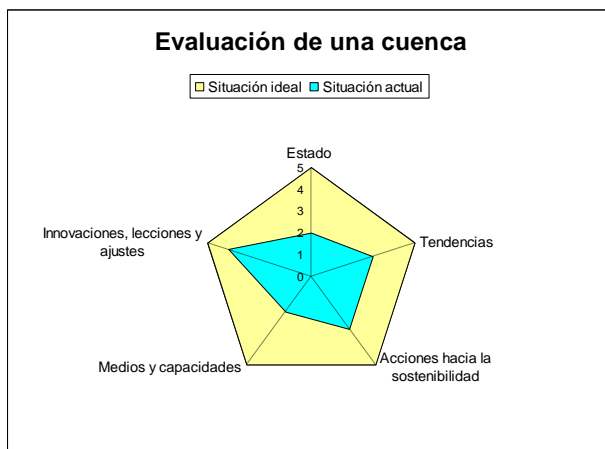 Evaluación de una cuenca
Situación ideal Situación actual
Estado
5
4
3
2
1
0
Tendencias
Acciones hacia la
sostenibilidad
Medios y capacidades
Innovaciones, lecciones y
ajustes